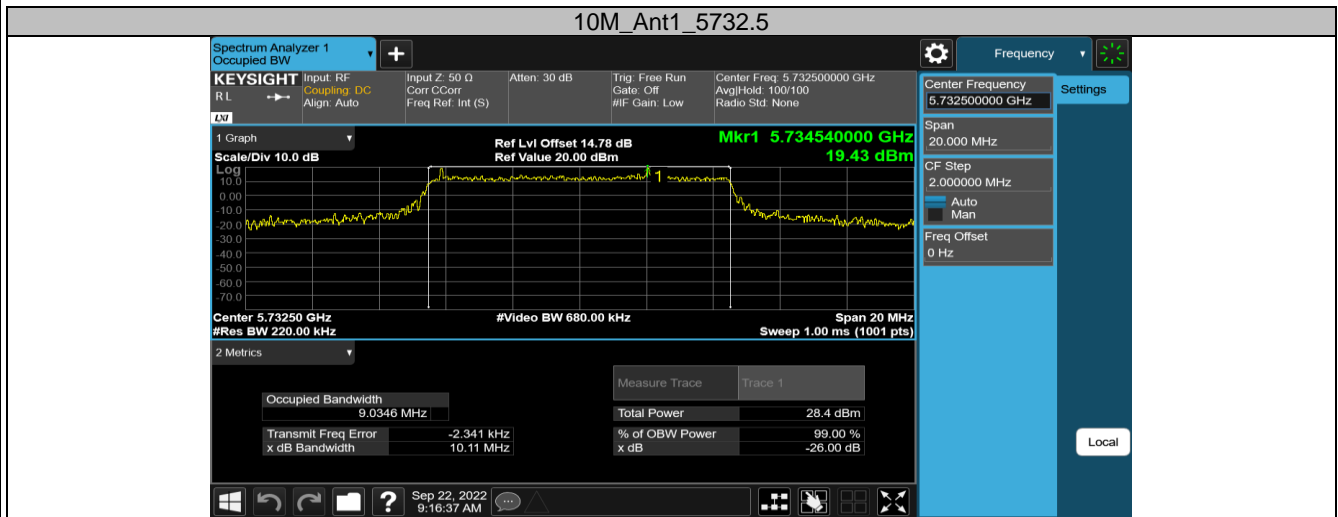 10M_Ant1_5732.5
Spectrum Analyzer 1
Occupied BW
Frequency
KEYSIGHT
R L
LXI
Input: RF
Coupling: DC
Align: Auto
Input Z: 50 Ω
Corr CCorr
Freq Ref: Int (S)
Atten: 30 dB
Trig: Free Run
Gate: Off
#IF Gain: Low
Center Freq: 5.732500000 GHz
Avg|Hold: 100/100
Radio Std: None
Center Frequency
5.732500000 GHz
Settings
Span
20.000 MHz
CF Step
2.000000 MHz
Auto
Man
Freq Offset
0 Hz
Local
1 Graph
Scale/Div 10.0 dB
Ref Lvl Offset 14.78 dB
Ref Value 20.00 dBm
Mkr1 5.734540000 GHz
19.43 dBm
Log
10.0
0.00
-10.0
-20.0
-30.0
-40.0
-50.0
-60.0
-70.0
1
Center 5.73250 GHz
#Video BW 680.00 kHz
Span 20 MHz
#Res BW 220.00 kHz
Sweep 1.00 ms (1001 pts)
2 Metrics
Measure Trace Trace 1
Occupied Bandwidth
9.0346 MHz
Total Power 28.4 dBm
Transmit Freq Error -2.341 kHz
% of OBW Power 99.00 %
x dB Bandwidth 10.11 MHz
x dB -26.00 dB
?
Sep 22, 2022
9:16:37 AM